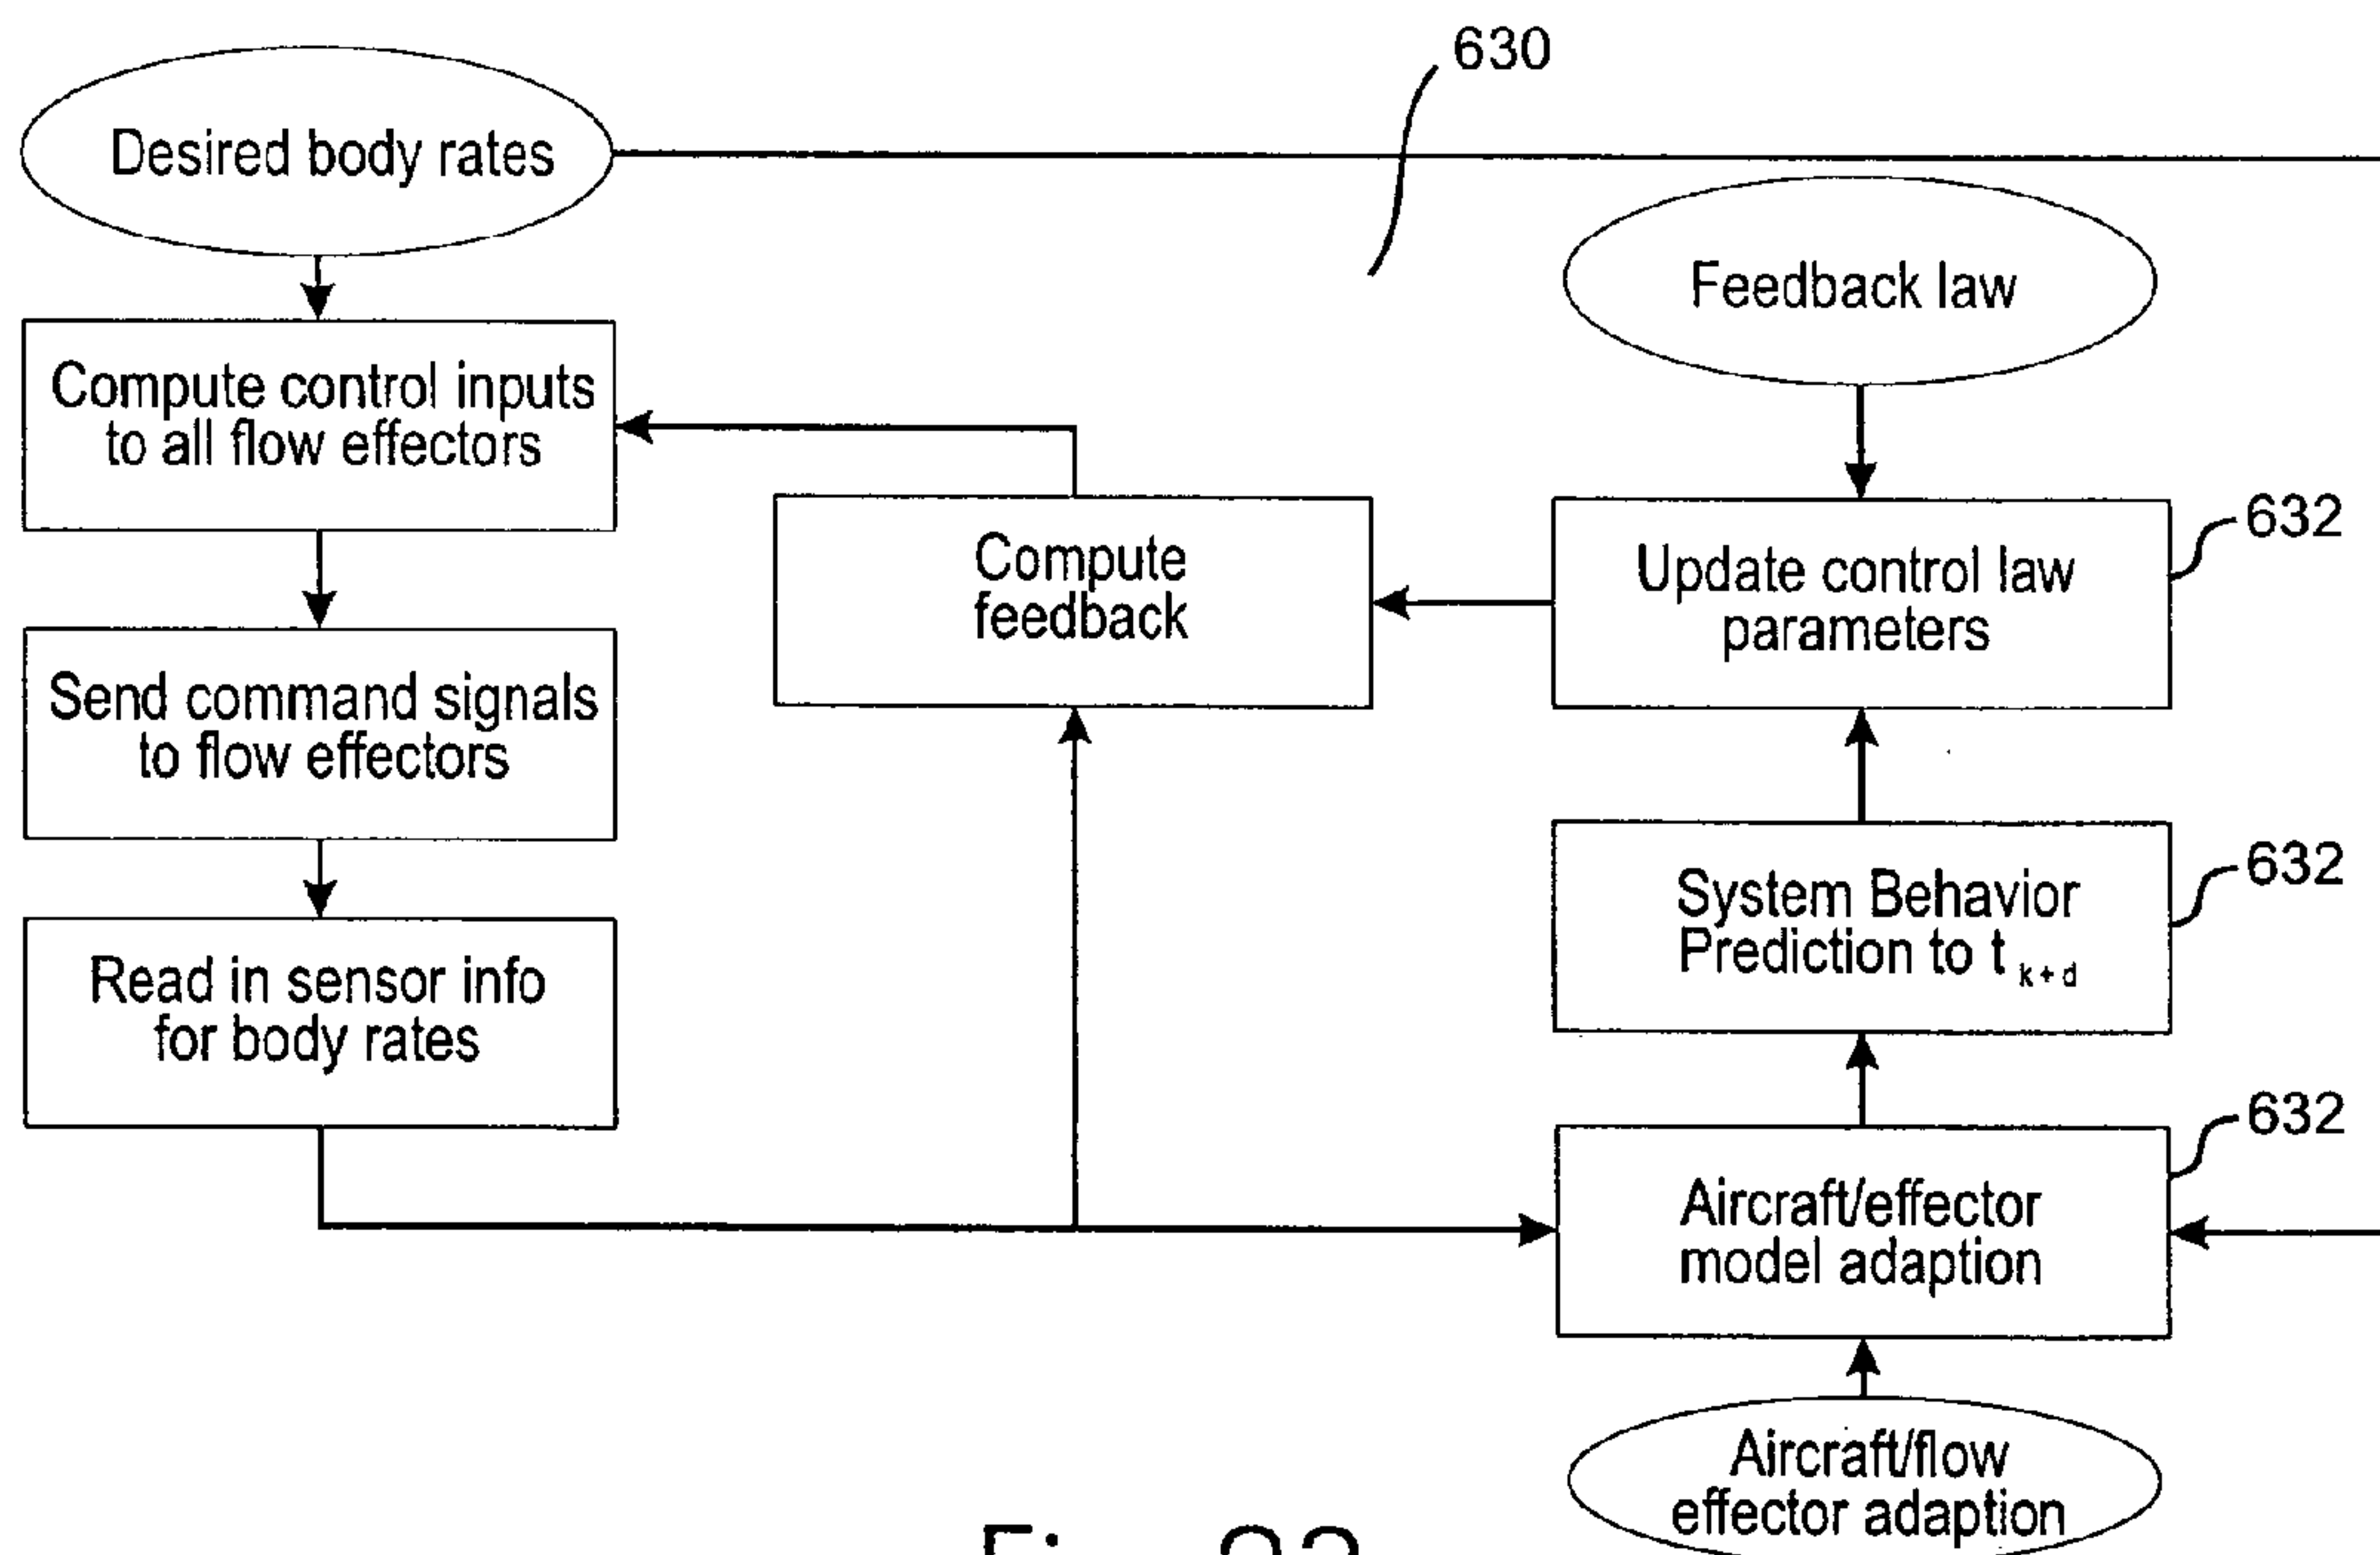 630
Desired body rates
Feedback law
Compute control inputs
to all flow effectors
632
Compute
feedback
Update control law
parameters
Send command signals
to flow effectors
632
System Behavior
Prediction to t k + d
Read in sensor info
for body rates
632
Aircraft/effector
model adaption
Aircraft/flow
effector adaption